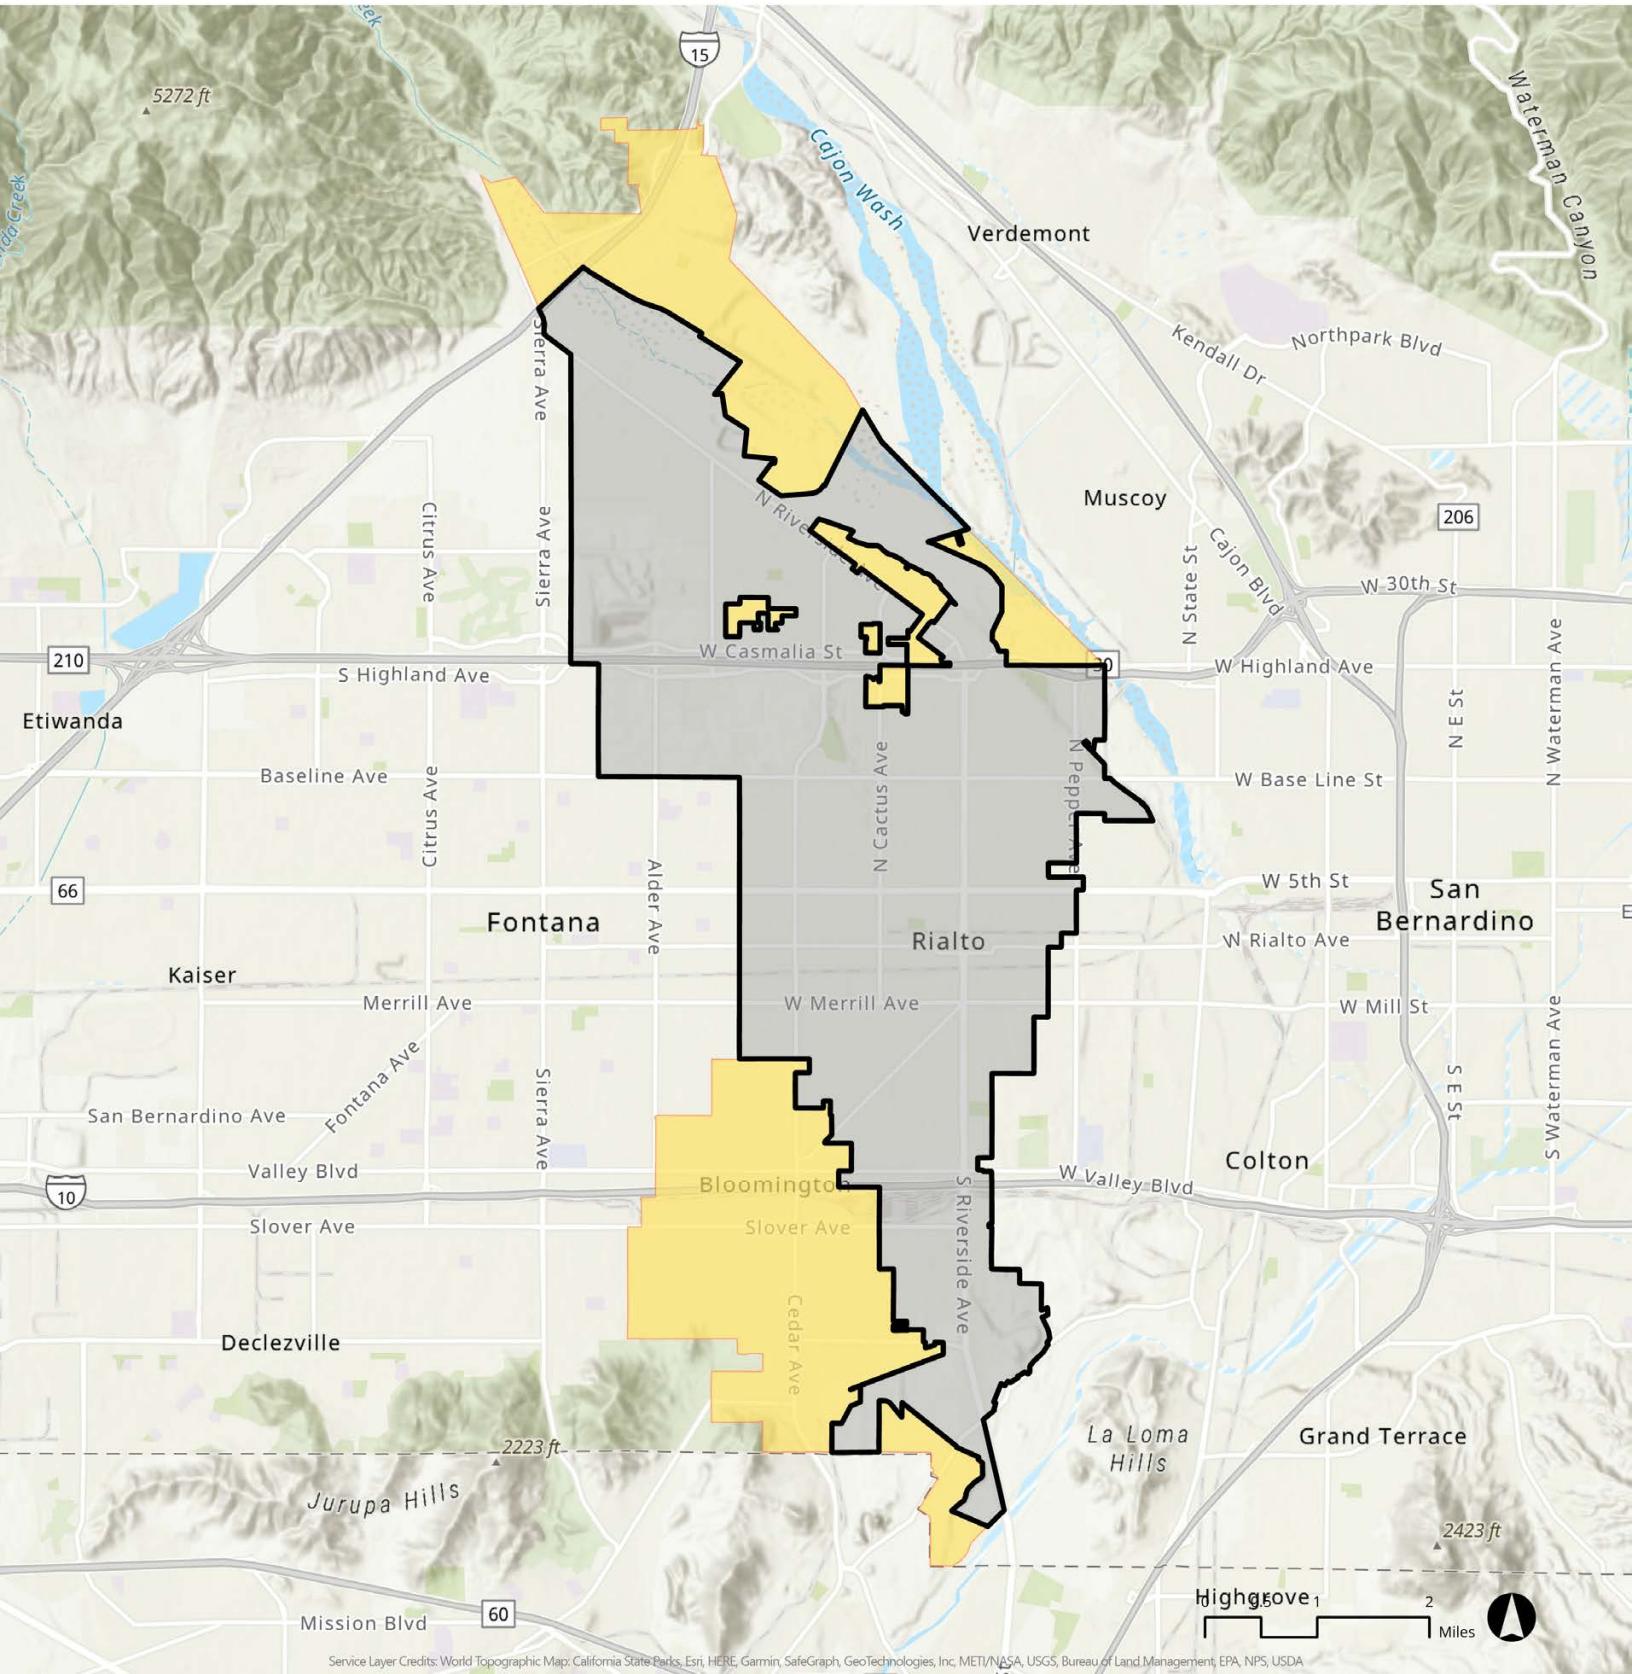 Creek
15
5272 ft
Waterman Canyon
Cajon Wash
Creek
Verdemont
Kendall Dr
Northpark Blvd
Sierra Ave
Muscoy
N Riverside Ave
206
Citrus Ave
Sierra Ave
N State St
Cajon Blvd
W 30th St
210
W Casmalia St
30
W Highland Ave
S Highland Ave
Etiwanda
N E St
N Waterman Ave
Baseline Ave
Citrus Ave
N Cactus Ave
N Pepper Ave
W Base Line St
66
Alder Ave
W 5th St
San
Bernardino
Fontana
Rialto
W Rialto Ave
Kaiser
Merrill Ave
W Merrill Ave
W Mill St
Fontana Ave
San Bernardino Ave
Sierra Ave
S E St
S Waterman Ave
Valley Blvd
Colton
10
Bloomington
W Valley Blvd
Slover Ave
Slover Ave
S Riverside Ave
Cedar Ave
Declezville
La Loma
Hills
Grand Terrace
2223 ft
Jurupa Hills
2423 ft
Highgrove
0 0.5 1 2
Miles
60
Mission Blvd
Service Layer Credits: World Topographic Map: California State Parks, Esri, HERE, Garmin, SafeGraph, GeoTechnologies, Inc, METI/NASA, USGS, Bureau of Land Management, EPA, NPS, USDA